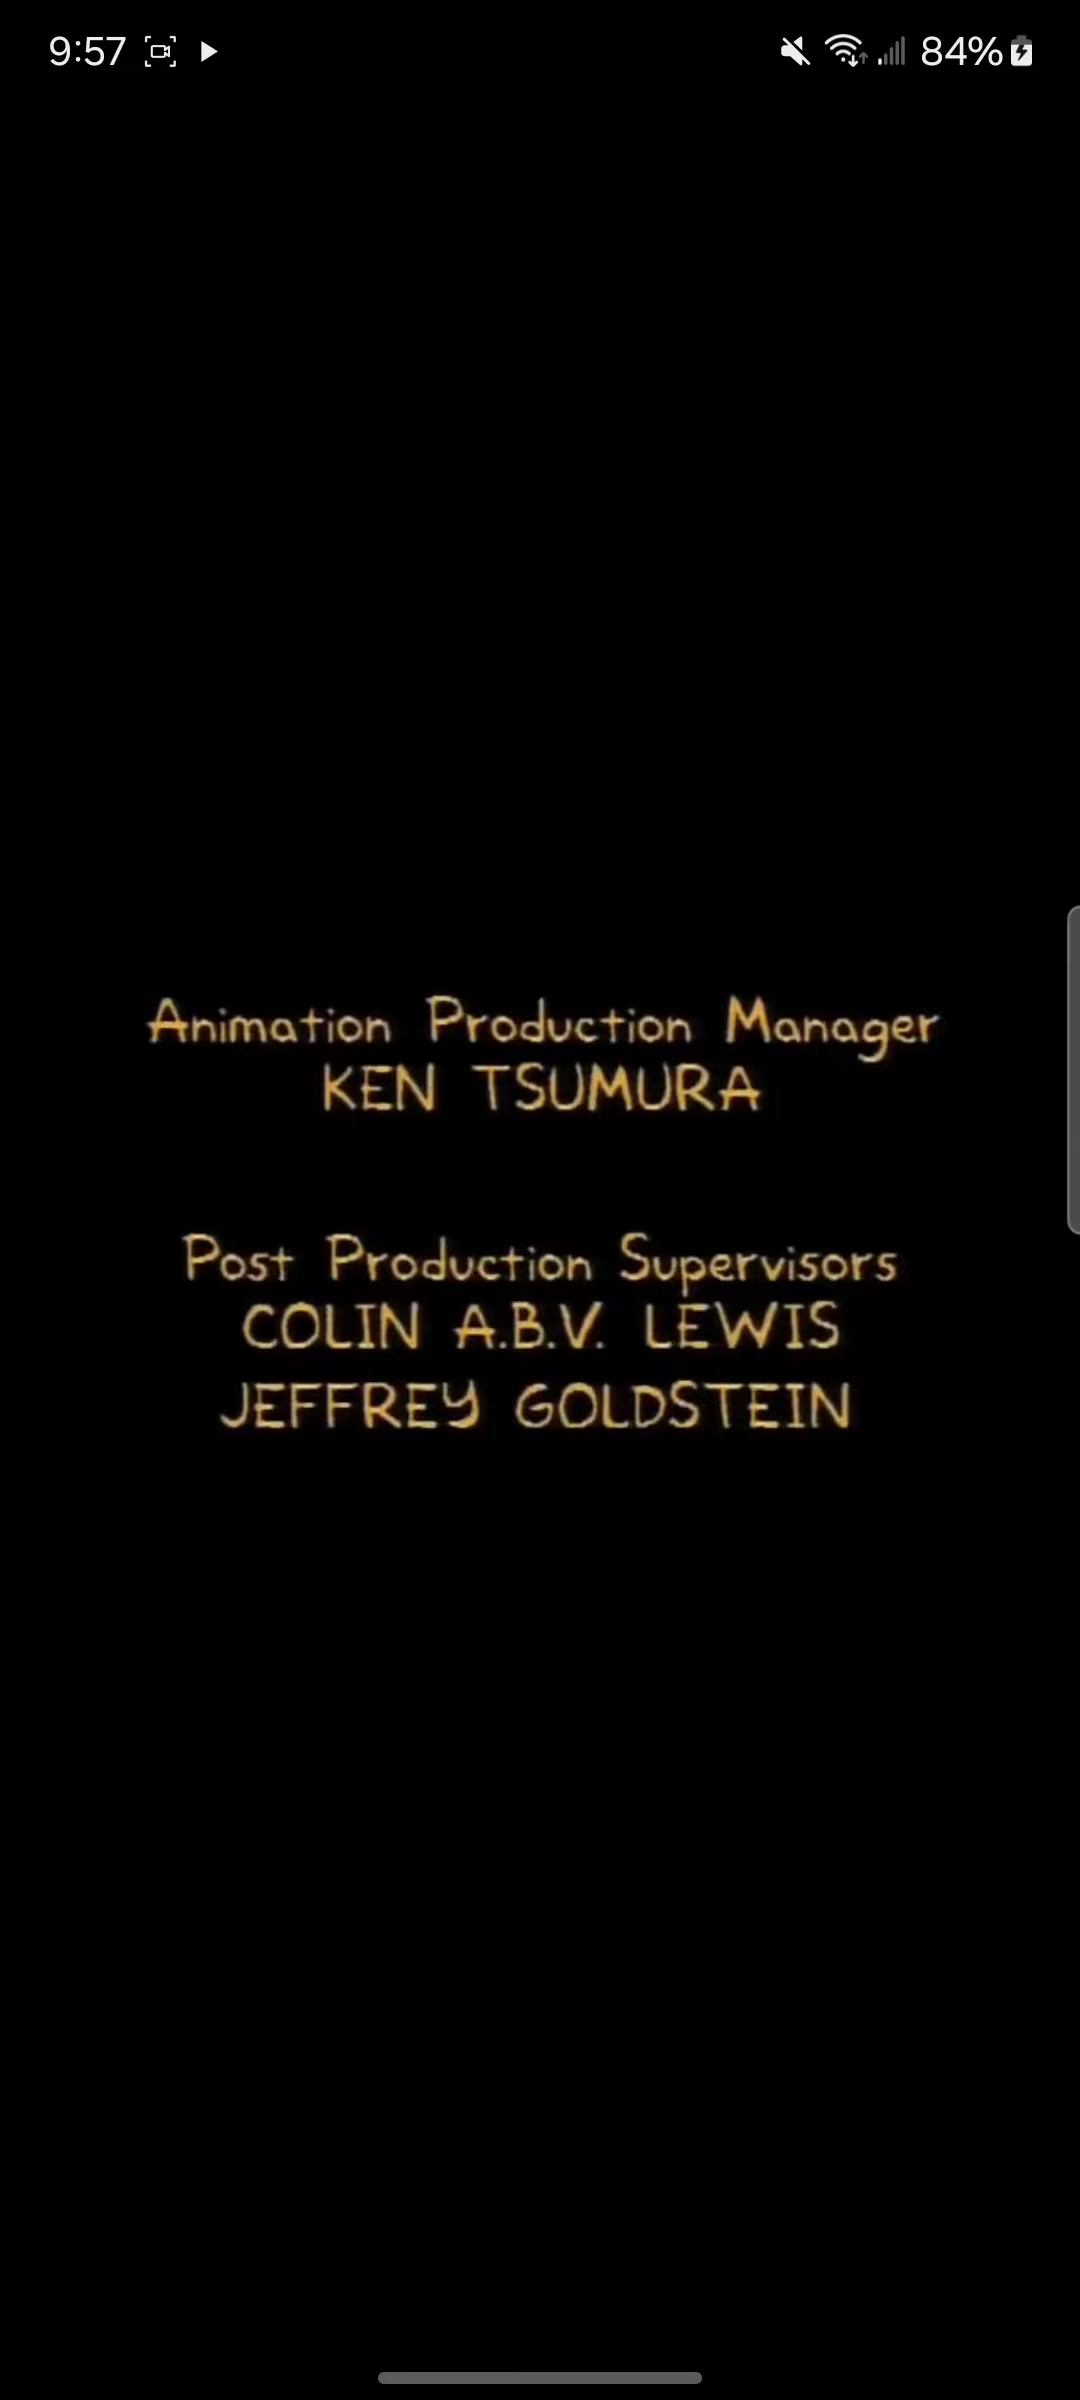 9:57
84%
Animation Production Manager
KEN TSUMURA
Post Production Supervisors
COLIN A.B.V. LEWIS
JEFFREY GOLDSTEIN